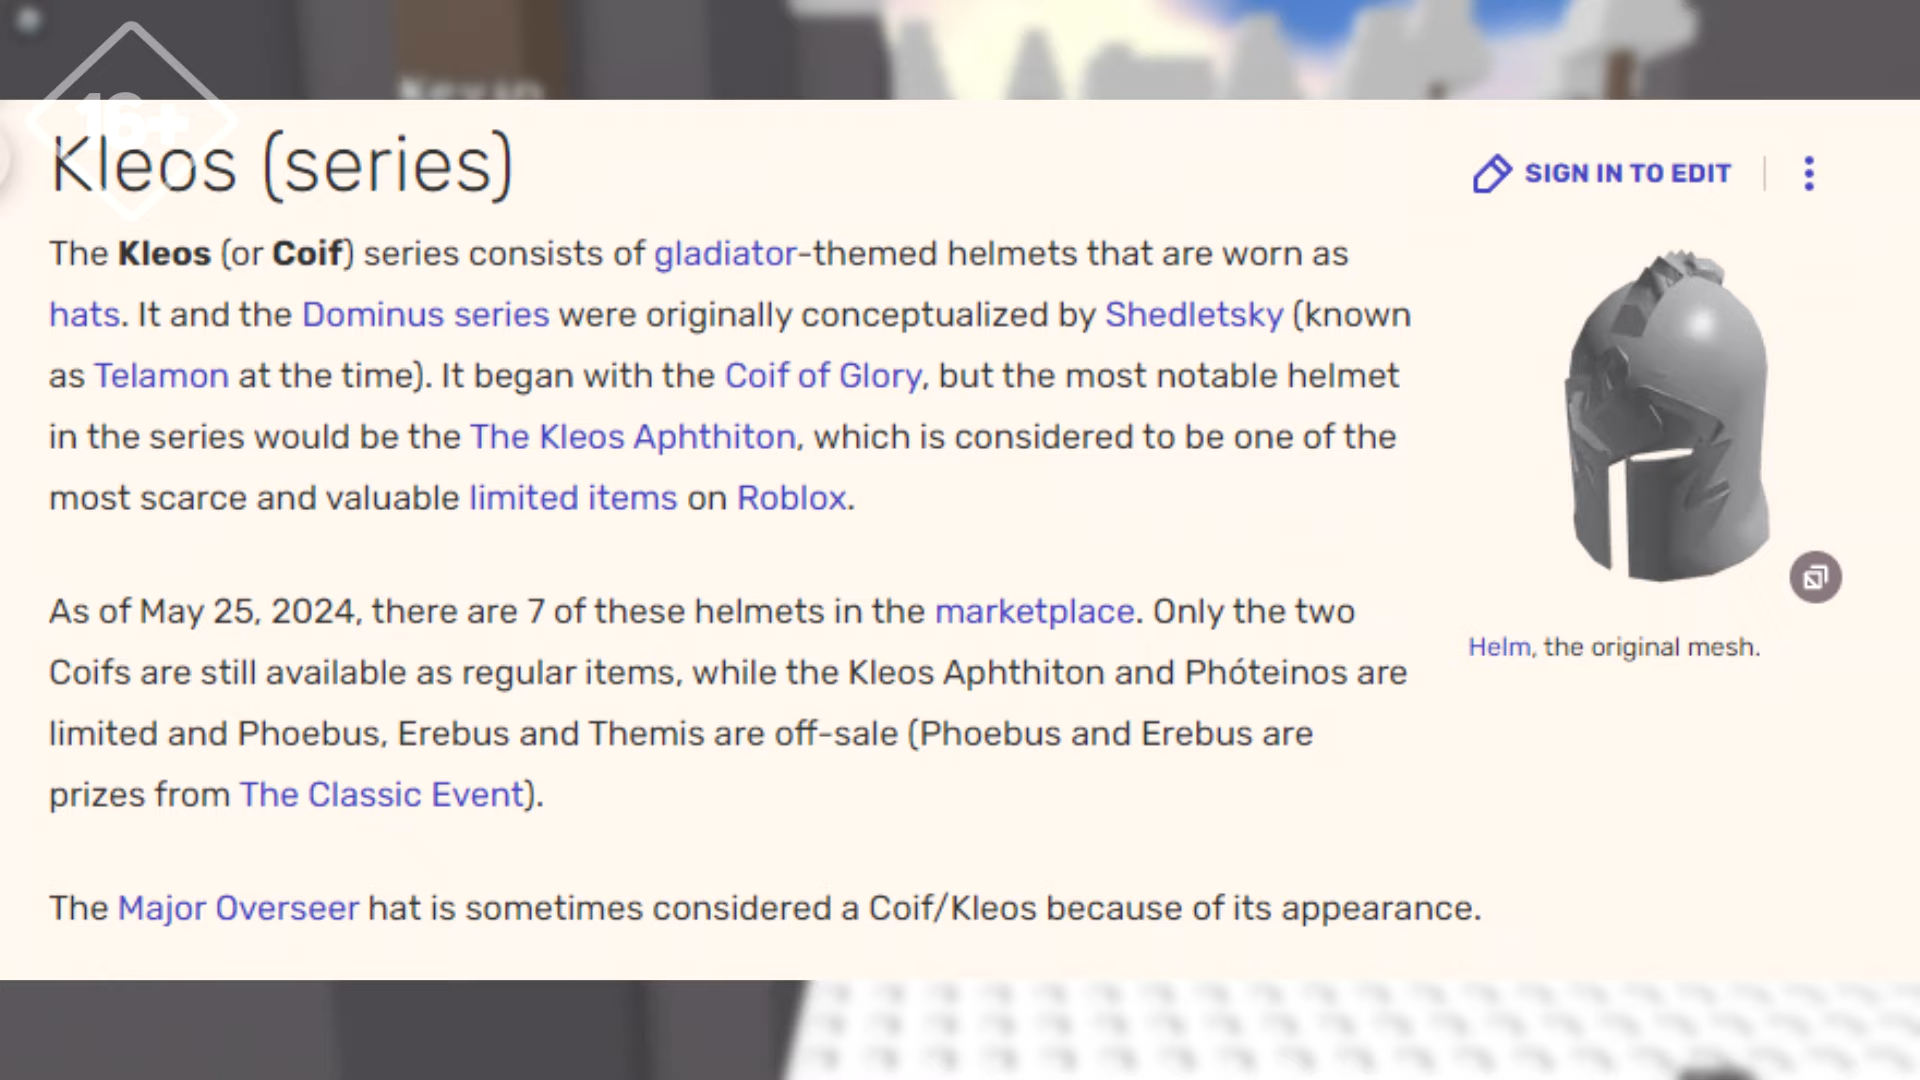 Kevin
16+
Kleos (series)
SIGN IN TO EDIT
The Kleos (or Coif) series consists of gladiator-themed helmets that are worn as
hats. It and the Dominus series were originally conceptualized by Shedletsky (known
as Telamon at the time). It began with the Coif of Glory, but the most notable helmet
in the series would be the The Kleos Aphthiton, which is considered to be one of the
most scarce and valuable limited items on Roblox.
As of May 25, 2024, there are 7 of these helmets in the marketplace. Only the two
Coifs are still available as regular items, while the Kleos Aphthiton and Phóteinos are
limited and Phoebus, Erebus and Themis are off-sale (Phoebus and Erebus are
prizes from The Classic Event).
Helm, the original mesh.
The Major Overseer hat is sometimes considered a Coif/Kleos because of its appearance.